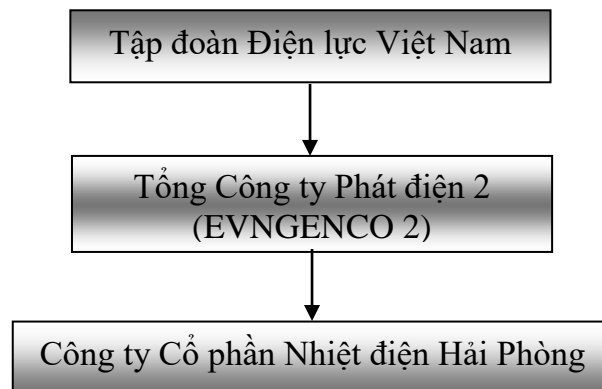 Tập đoàn Điện lực Việt Nam
Tổng Công ty Phát điện 2
(EVNGENCO 2)
Công ty Cổ phần Nhiệt điện Hải Phòng